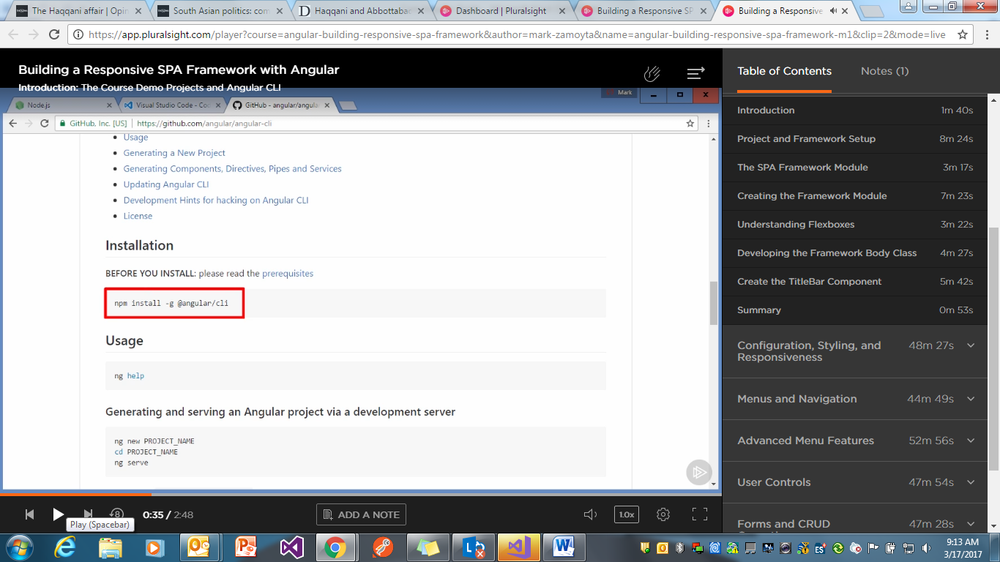 The Haqqani affair | Opin
South Asian politics: com
Haqqani and Abbottabad
Dashboard | Pluralsight
Building a Responsive SP
Building a Responsive
https://app.pluralsight.com/player?course=angular-building-responsive-spa-framework&author=mark-zamoyta&name=angular-building-responsive-spa-framework-m1&clip=2&mode=live
Building a Responsive SPA Framework with Angular
Introduction: The Course Demo Projects and Angular CLI
Mark
Node.js
Visual Studio Code - Cod
GitHub - angular/angula
GitHub, Inc. [US] | https://github.com/angular/angular-cli
Usage
Generating a New Project
Generating Components, Directives, Pipes and Services
Updating Angular CLI
Development Hints for hacking on Angular CLI
License
Installation
BEFORE YOU INSTALL: please read the prerequisites
npm install -g @angular/cli
Usage
ng help
Generating and serving an Angular project via a development server
ng new PROJECT_NAME
cd PROJECT_NAME
ng serve
8
0:35 / 2:48
ADD A NOTE
1.0x
Play (Spacebar)
Table of Contents
Notes (1)
Introduction 1m 40s
Project and Framework Setup 8m 24s
The SPA Framework Module 3m 17s
Creating the Framework Module 7m 23s
Understanding Flexboxes 3m 22s
Developing the Framework Body Class 4m 27s
Create the TitleBar Component 5m 42s
Summary 0m 53s
Configuration, Styling, and 48m 27s
Responsiveness
Menus and Navigation 44m 49s
Advanced Menu Features 52m 56s
User Controls 47m 54s
Forms and CRUD 47m 28s
ES
9:13 AM
3/17/2017